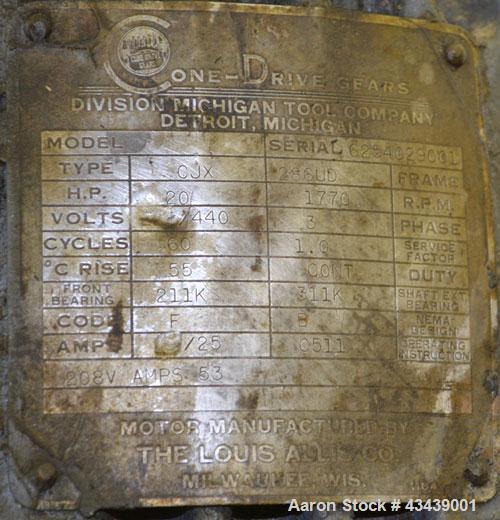 CONE-DRIVE GEARS
DIVISION MICHIGAN TOOL COMPANY
DETROIT, MICHIGAN
MODEL SERIAL 6254029001
TYPE CJX FRAME
H.P. 20 1770 R.P.M.
VOLTS /440 3 PHASE
CYCLES 60 1.0 SERVICE FACTOR
°C RISE 55 CONT DUTY
FRONT BEARING 211K 311K SHAFT EXT. BEARING
CODE F B NEMA DESIGN
AMPS /25 0511 OPERATING INSTRUCTION
208V AMPS 53
MOTOR MANUFACTURED BY
THE LOUIS ALLIS CO.
MILWAUKEE, WIS.
Aaron Stock # 43439001